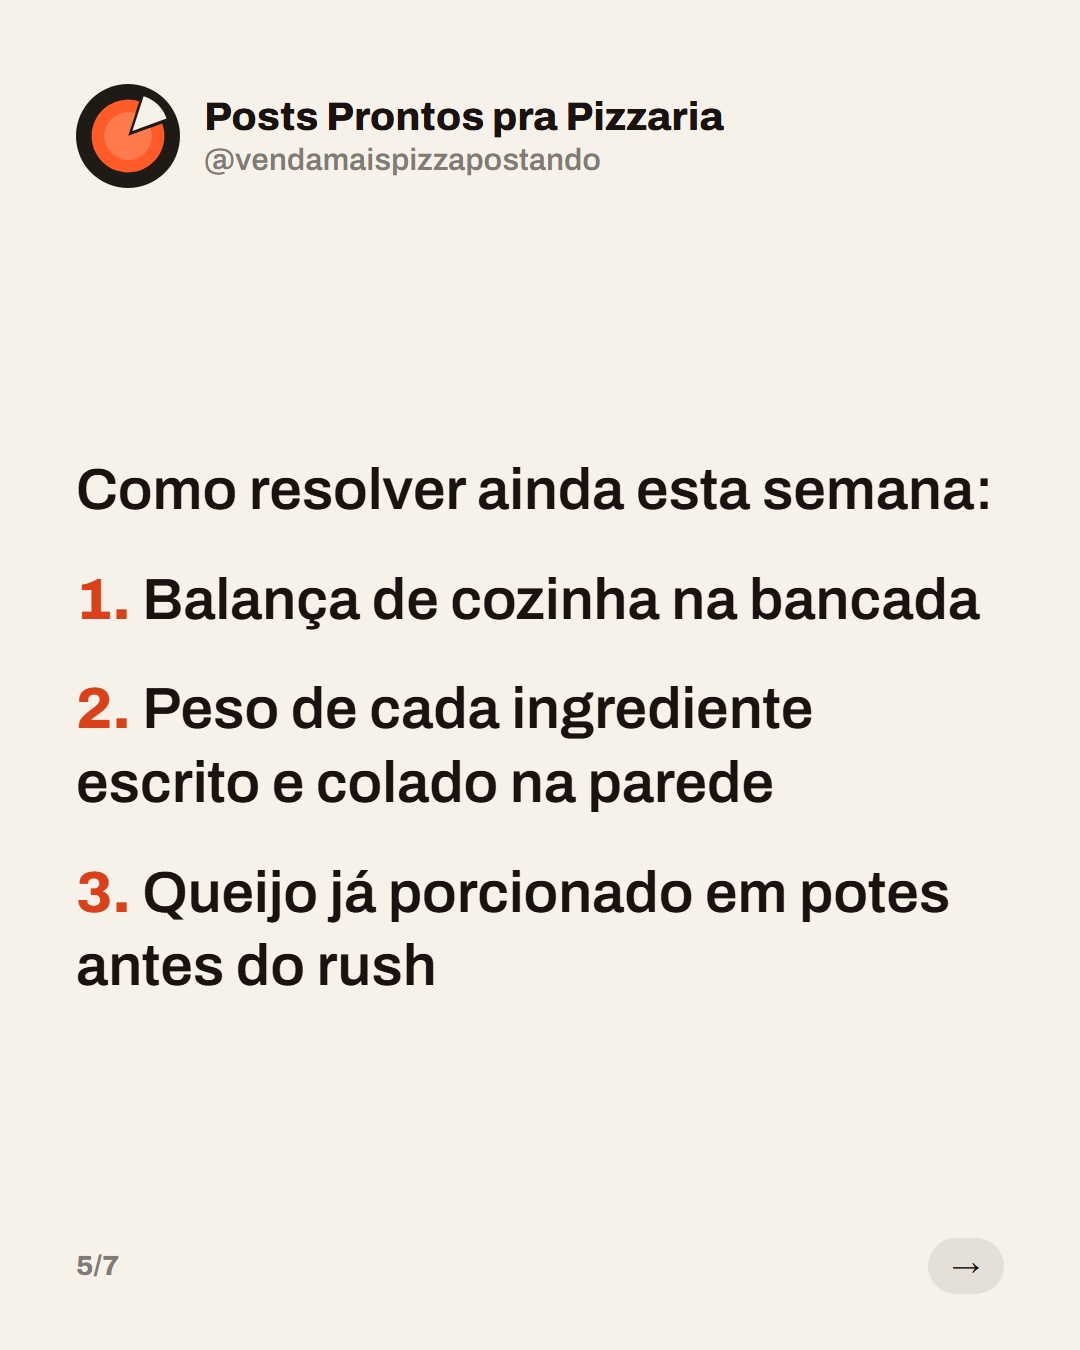 Posts Prontos pra Pizzaria
@vendamaispizzapostando
Como resolver ainda esta semana:
1. Balança de cozinha na bancada
2. Peso de cada ingrediente
escrito e colado na parede
3. Queijo já porcionado em potes
antes do rush
5/7
→